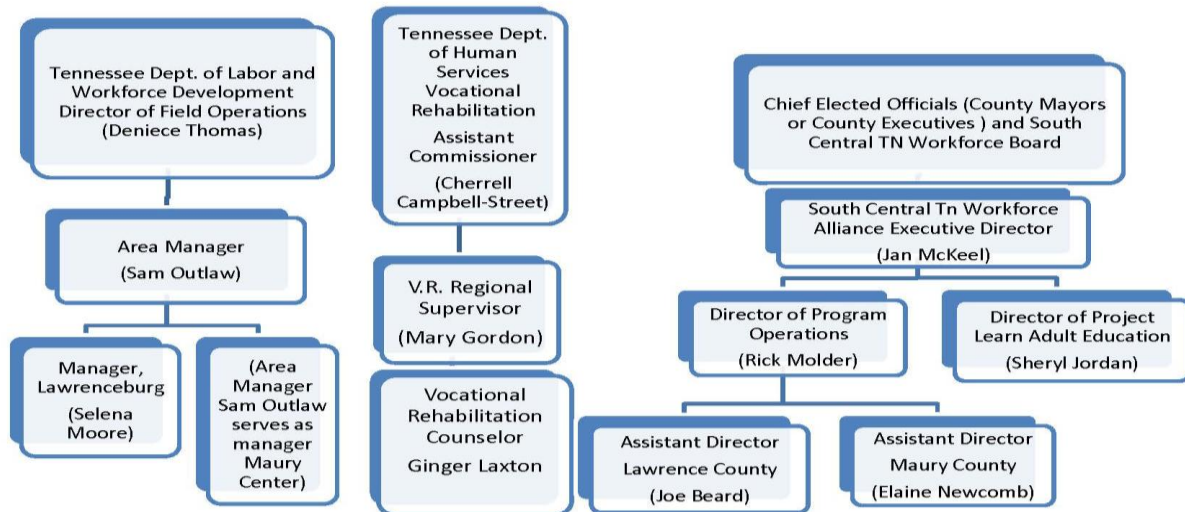 Tennessee Dept. of Labor and
Workforce Development
Director of Field Operations
(Deniece Thomas)
Area Manager
(Sam Outlaw)
Manager,
Lawrenceburg
(Selena
Moore)
(Area
Manager
Sam Outlaw
serves as
manager
Maury
Center)
Tennessee Dept.
of Human
Services
Vocational
Rehabilitation
Assistant
Commissioner
(Cherrell
Campbell-Street)
V.R. Regional
Supervisor
(Mary Gordon)
Vocational
Rehabilitation
Counselor
Ginger Laxton
Chief Elected Officials (County Mayors
or County Executives ) and South
Central TN Workforce Board
South Central Tn Workforce
Alliance Executive Director
(Jan McKeel)
Director of Program
Operations
(Rick Molder)
Director of Project
Learn Adult Education
(Sheryl Jordan)
Assistant Director
Lawrence County
(Joe Beard)
Assistant Director
Maury County
(Elaine Newcomb)